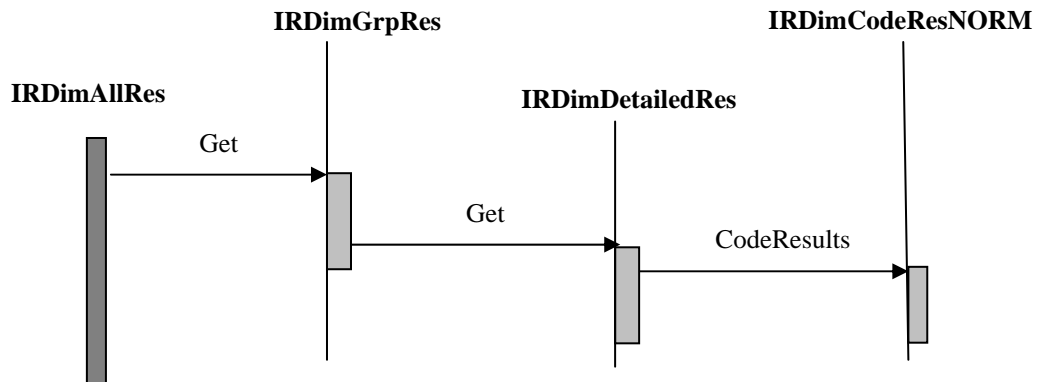 IRDimGrpRes
IRDimCodeResNORM
IRDimAllRes
IRDimDetailedRes
Get
Get
CodeResults